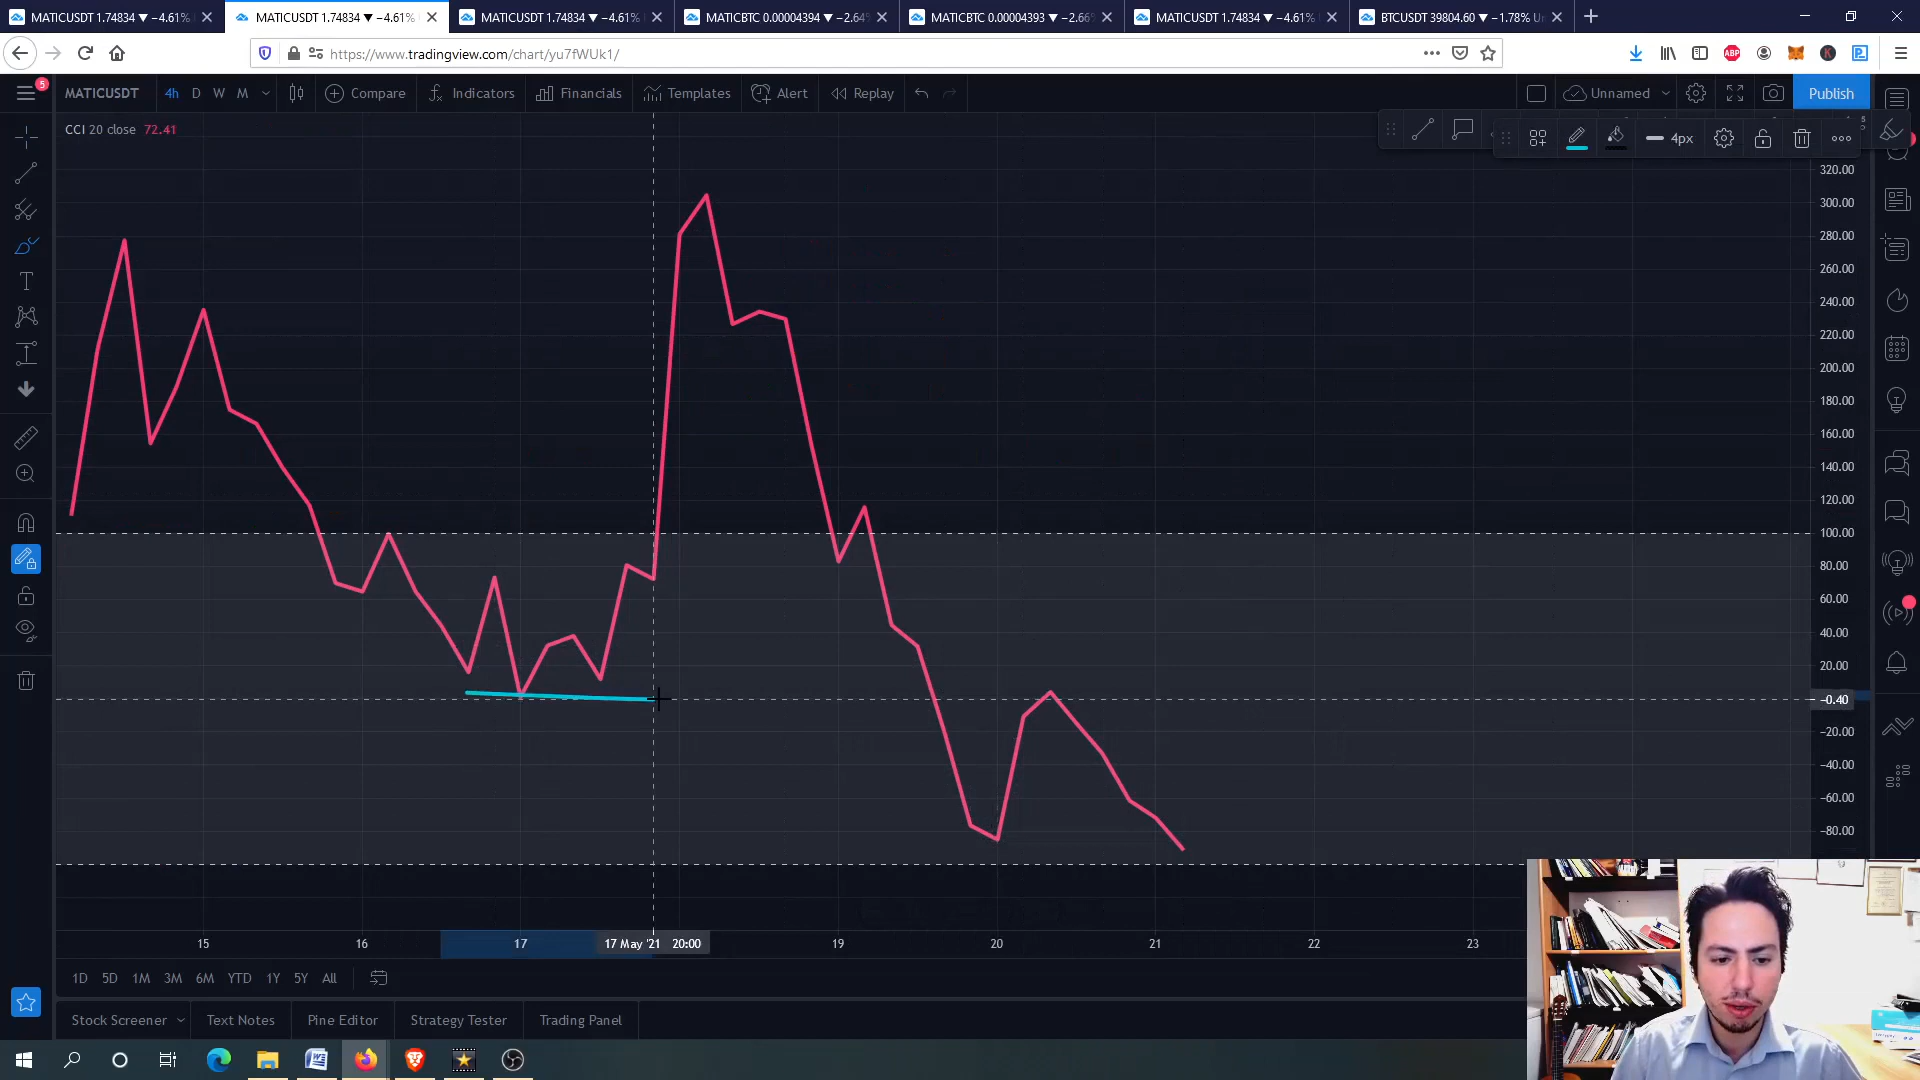 MATICUSDT 1.74834 ▼ −4.61%
MATICUSDT 1.74834 ▼ −4.61%
MATICUSDT 1.74834 ▼ −4.61%
MATICBTC 0.00004394 ▼ −2.64%
MATICBTC 0.00004393 ▼ −2.66%
MATICUSDT 1.74834 ▼ −4.61%
BTCUSDT 39804.60 ▼ −1.78% Un
https://www.tradingview.com/chart/yu7fWUk1/
ABP
K
5
MATICUSDT
4h
D
W
M
Compare
Indicators
Financials
Templates
Alert
Replay
Unnamed
Publish
CCI 20 close 72.41
4px
320.00
300.00
280.00
260.00
240.00
220.00
200.00
180.00
160.00
140.00
120.00
100.00
80.00
60.00
40.00
20.00
−0.40
−20.00
−40.00
−60.00
−80.00
15
16
17
17 May '21 20:00
19
20
21
22
23
1D
5D
1M
3M
6M
YTD
1Y
5Y
All
Stock Screener
Text Notes
Pine Editor
Strategy Tester
Trading Panel